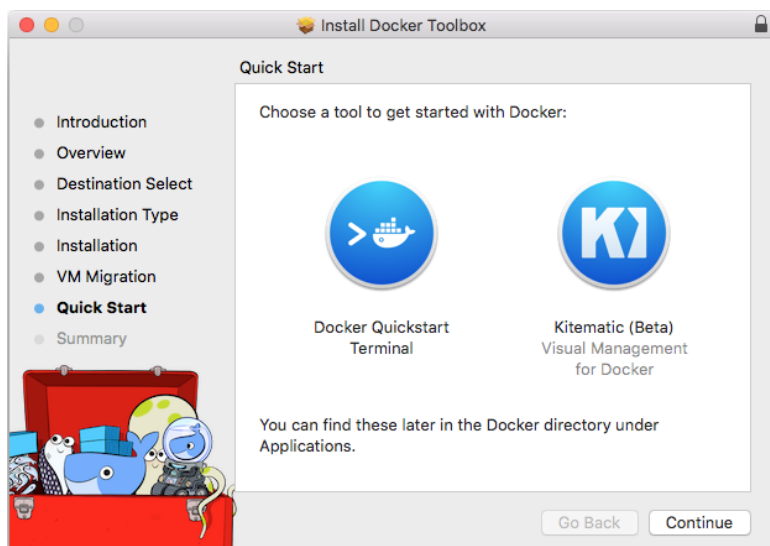 Install Docker Toolbox
Quick Start
Introduction
Overview
Destination Select
Installation Type
Installation
VM Migration
Quick Start
Summary
Choose a tool to get started with Docker:
Docker Quickstart
Terminal
Kitematic (Beta)
Visual Management
for Docker
You can find these later in the Docker directory under
Applications.
Go Back
Continue